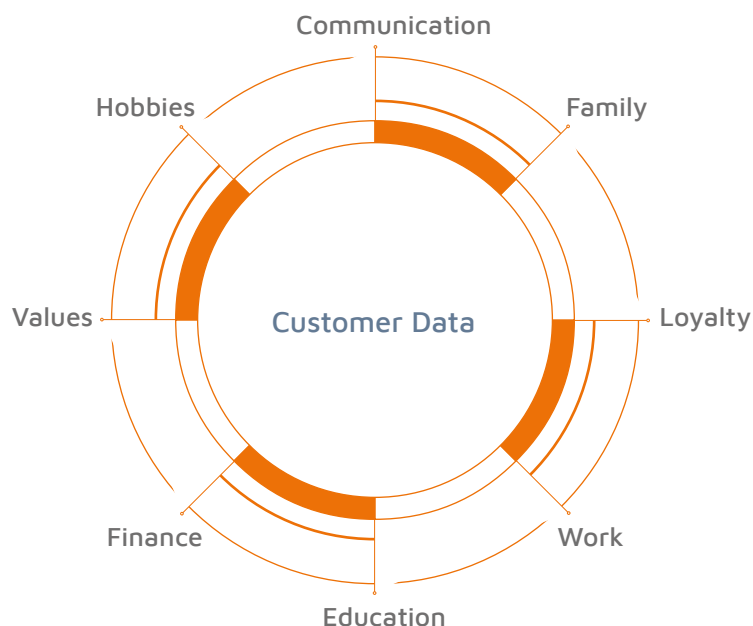 Communication
Hobbies
Family
Values
Customer Data
Loyalty
Finance
Work
Education